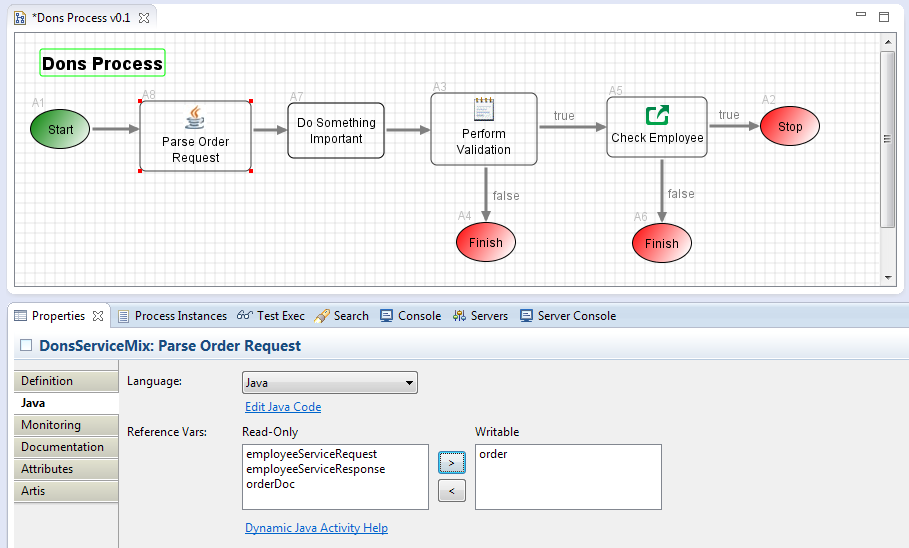 *Dons Process v0.1
Dons Process
A1
Start
A8
Parse Order
Request
A7
Do Something
Important
A3
Perform
Validation
true
A5
Check Employee
true
A2
Stop
false
A4
Finish
false
A6
Finish
Properties
Process Instances
Test Exec
Search
Console
Servers
Server Console
DonsServiceMix: Parse Order Request
Definition
Java
Monitoring
Documentation
Attributes
Artis
Language:
Java
Edit Java Code
Reference Vars:
Read-Only
Writable
employeeServiceRequest
employeeServiceResponse
orderDoc
>
<
order
Dynamic Java Activity Help